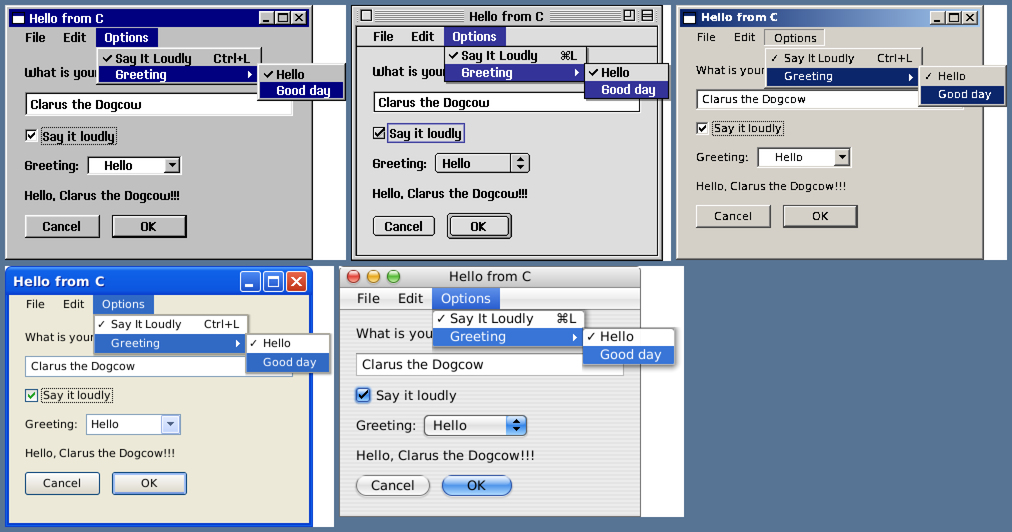 Hello from C
File Edit Options
✓ Say It Loudly Ctrl+L
Greeting
✓ Hello
Good day
What is your
Clarus the Dogcow
Say it loudly
Greeting: Hello
Hello, Clarus the Dogcow!!!
Cancel OK
Hello from C
File Edit Options
✓ Say It Loudly ⌘L
Greeting
✓ Hello
Good day
What is your
Clarus the Dogcow
Say it loudly
Greeting: Hello
Hello, Clarus the Dogcow!!!
Cancel OK
Hello from C
File Edit Options
✓ Say It Loudly Ctrl+L
Greeting
✓ Hello
Good day
What is your
Clarus the Dogcow
Say it loudly
Greeting: Hello
Hello, Clarus the Dogcow!!!
Cancel OK
Hello from C
File Edit Options
✓ Say It Loudly Ctrl+L
Greeting
✓ Hello
Good day
What is your
Clarus the Dogcow
Say it loudly
Greeting: Hello
Hello, Clarus the Dogcow!!!
Cancel OK
Hello from C
File Edit Options
✓ Say It Loudly ⌘L
Greeting
✓ Hello
Good day
What is your
Clarus the Dogcow
Say it loudly
Greeting: Hello
Hello, Clarus the Dogcow!!!
Cancel OK